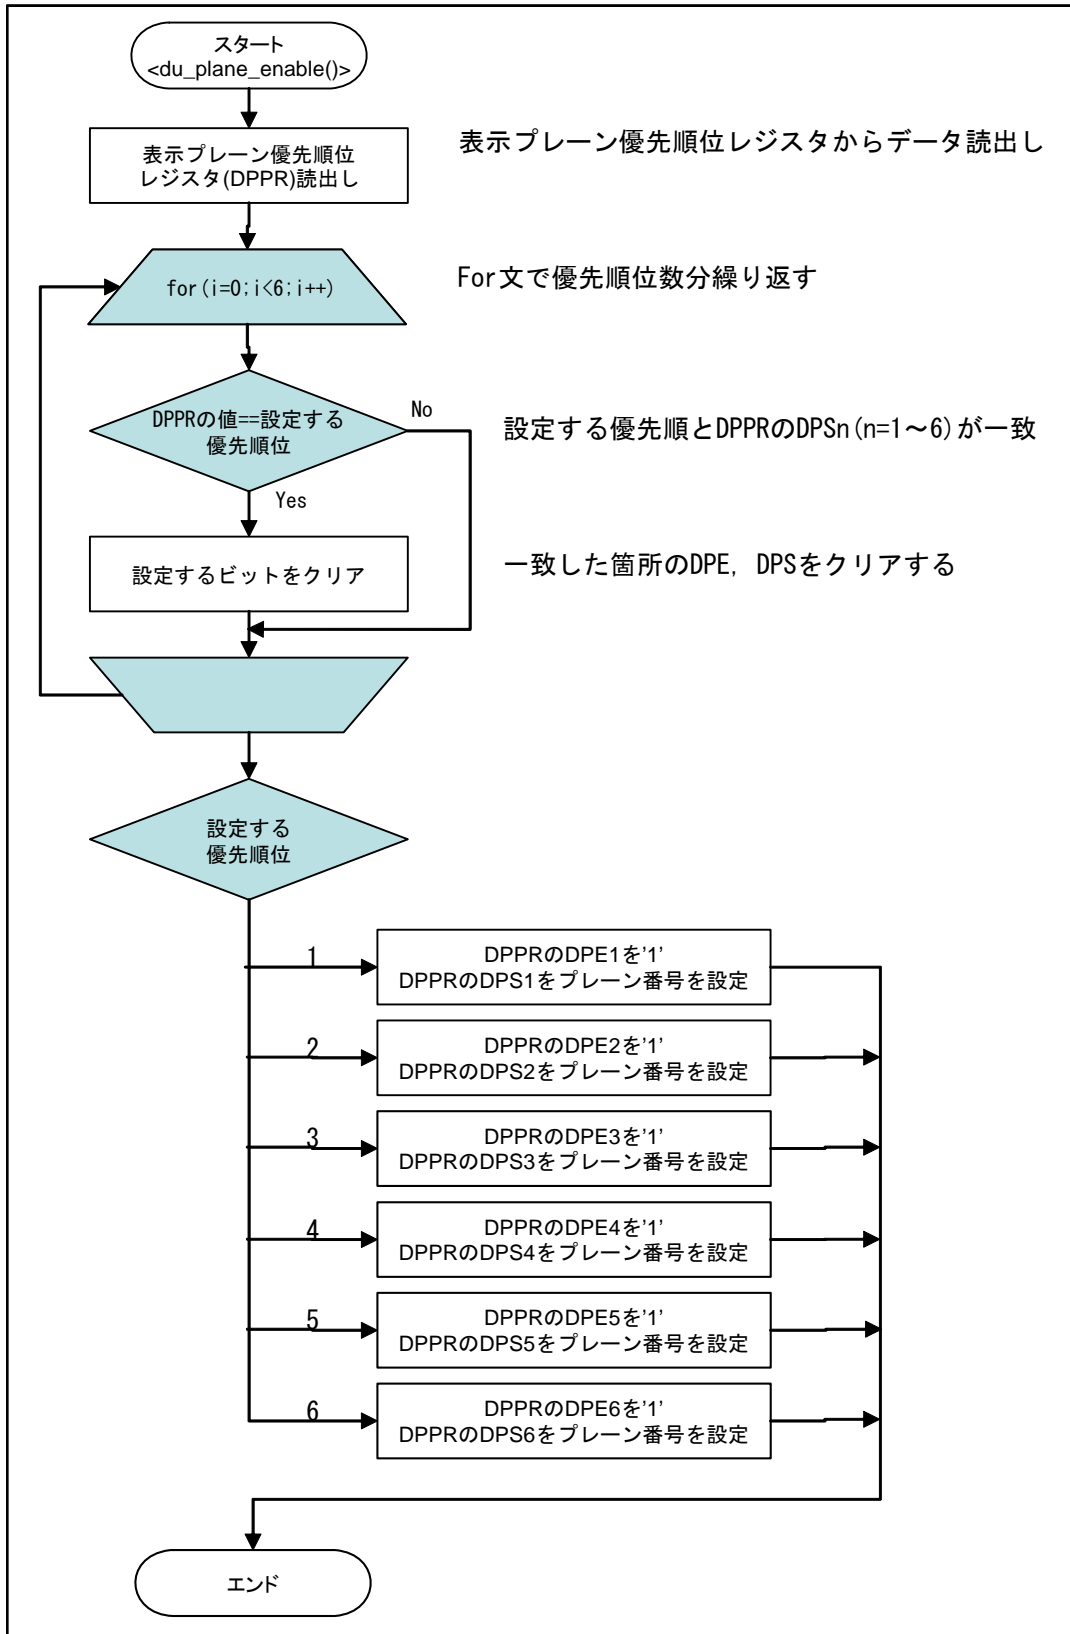 スタート
<du_plane_enable()>
表示プレーン優先順位
レジスタ(DPPR)読出し
表示プレーン優先順位レジスタからデータ読出し
for(i=0;i<6;i++)
For文で優先順位数分繰り返す
DPPRの値==設定する
優先順位
No
設定する優先順とDPPRのDPSn(n=1～6)が一致
Yes
設定するビットをクリア
一致した箇所のDPE, DPSをクリアする
設定する
優先順位
1
DPPRのDPE1を'1'
DPPRのDPS1をプレーン番号を設定
2
DPPRのDPE2を'1'
DPPRのDPS2をプレーン番号を設定
3
DPPRのDPE3を'1'
DPPRのDPS3をプレーン番号を設定
4
DPPRのDPE4を'1'
DPPRのDPS4をプレーン番号を設定
5
DPPRのDPE5を'1'
DPPRのDPS5をプレーン番号を設定
6
DPPRのDPE6を'1'
DPPRのDPS6をプレーン番号を設定
エンド